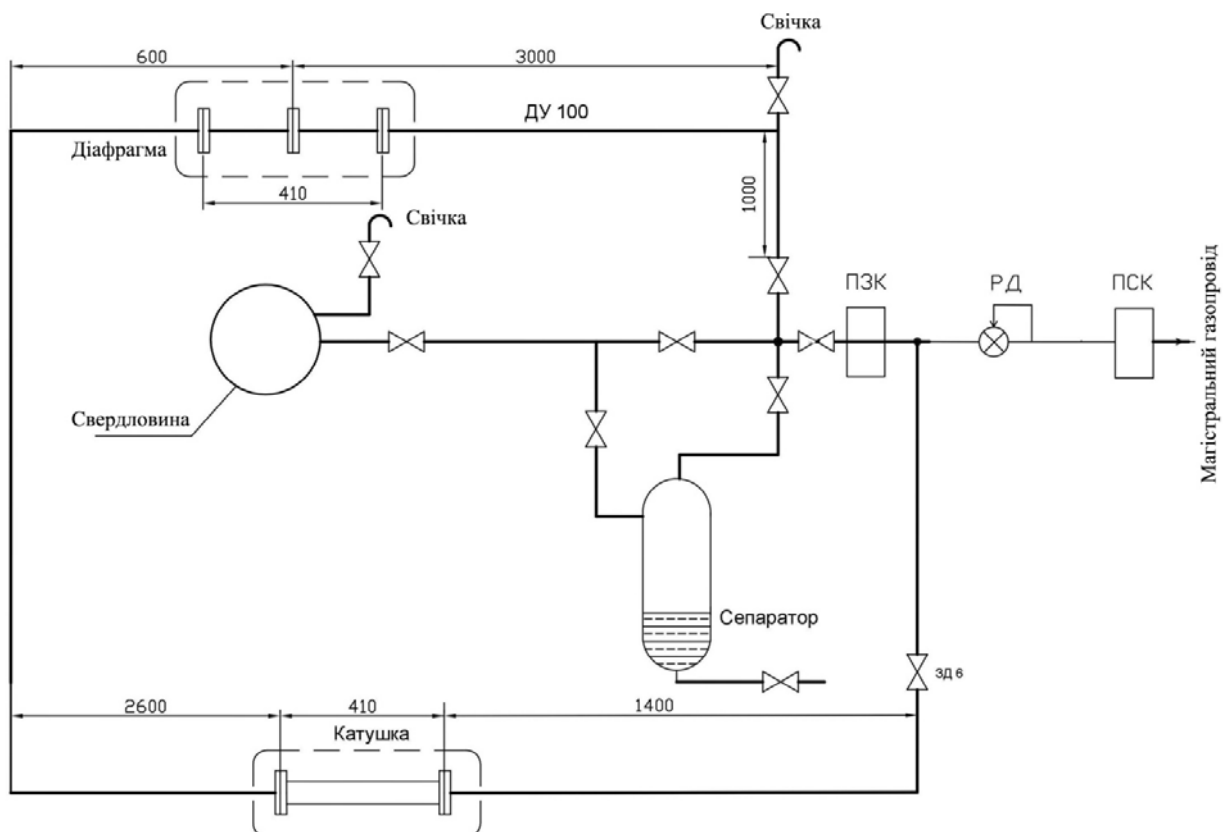 Свічка
600
3000
ДУ 100
Діафрагма
410
1000
Свічка
ПЗК
РД
ПСК
Магістральний газопровід
Свердловина
Сепаратор
ЗД 6
2600
410
1400
Катушка